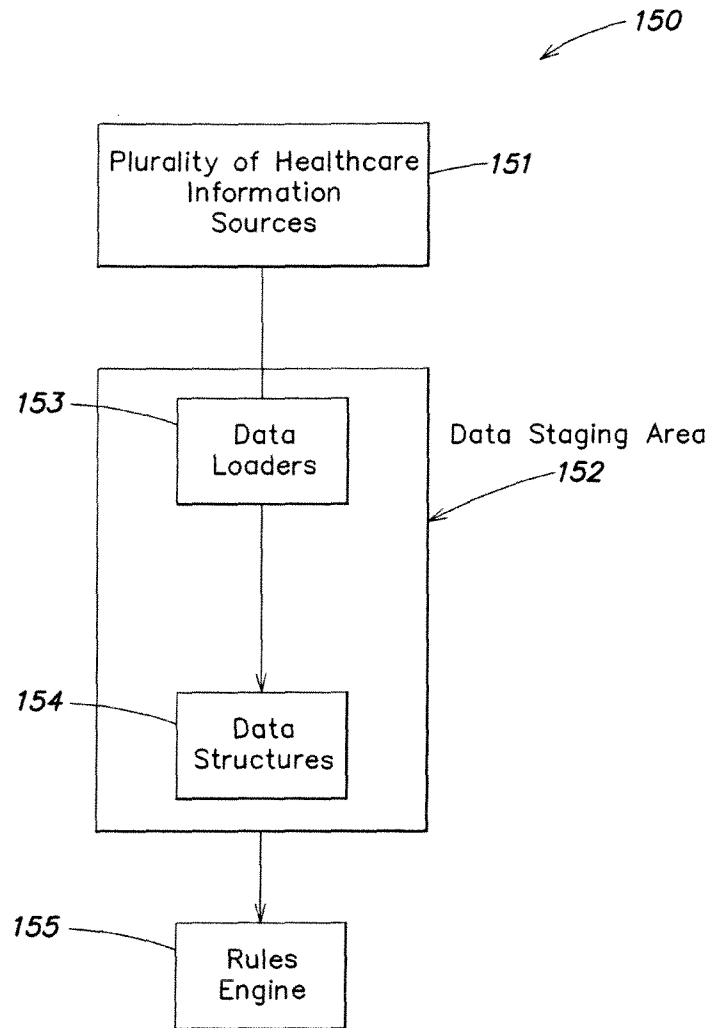 150
Plurality of Healthcare
Information
Sources
151
153
Data
Loaders
Data Staging Area
152
154
Data
Structures
155
Rules
Engine